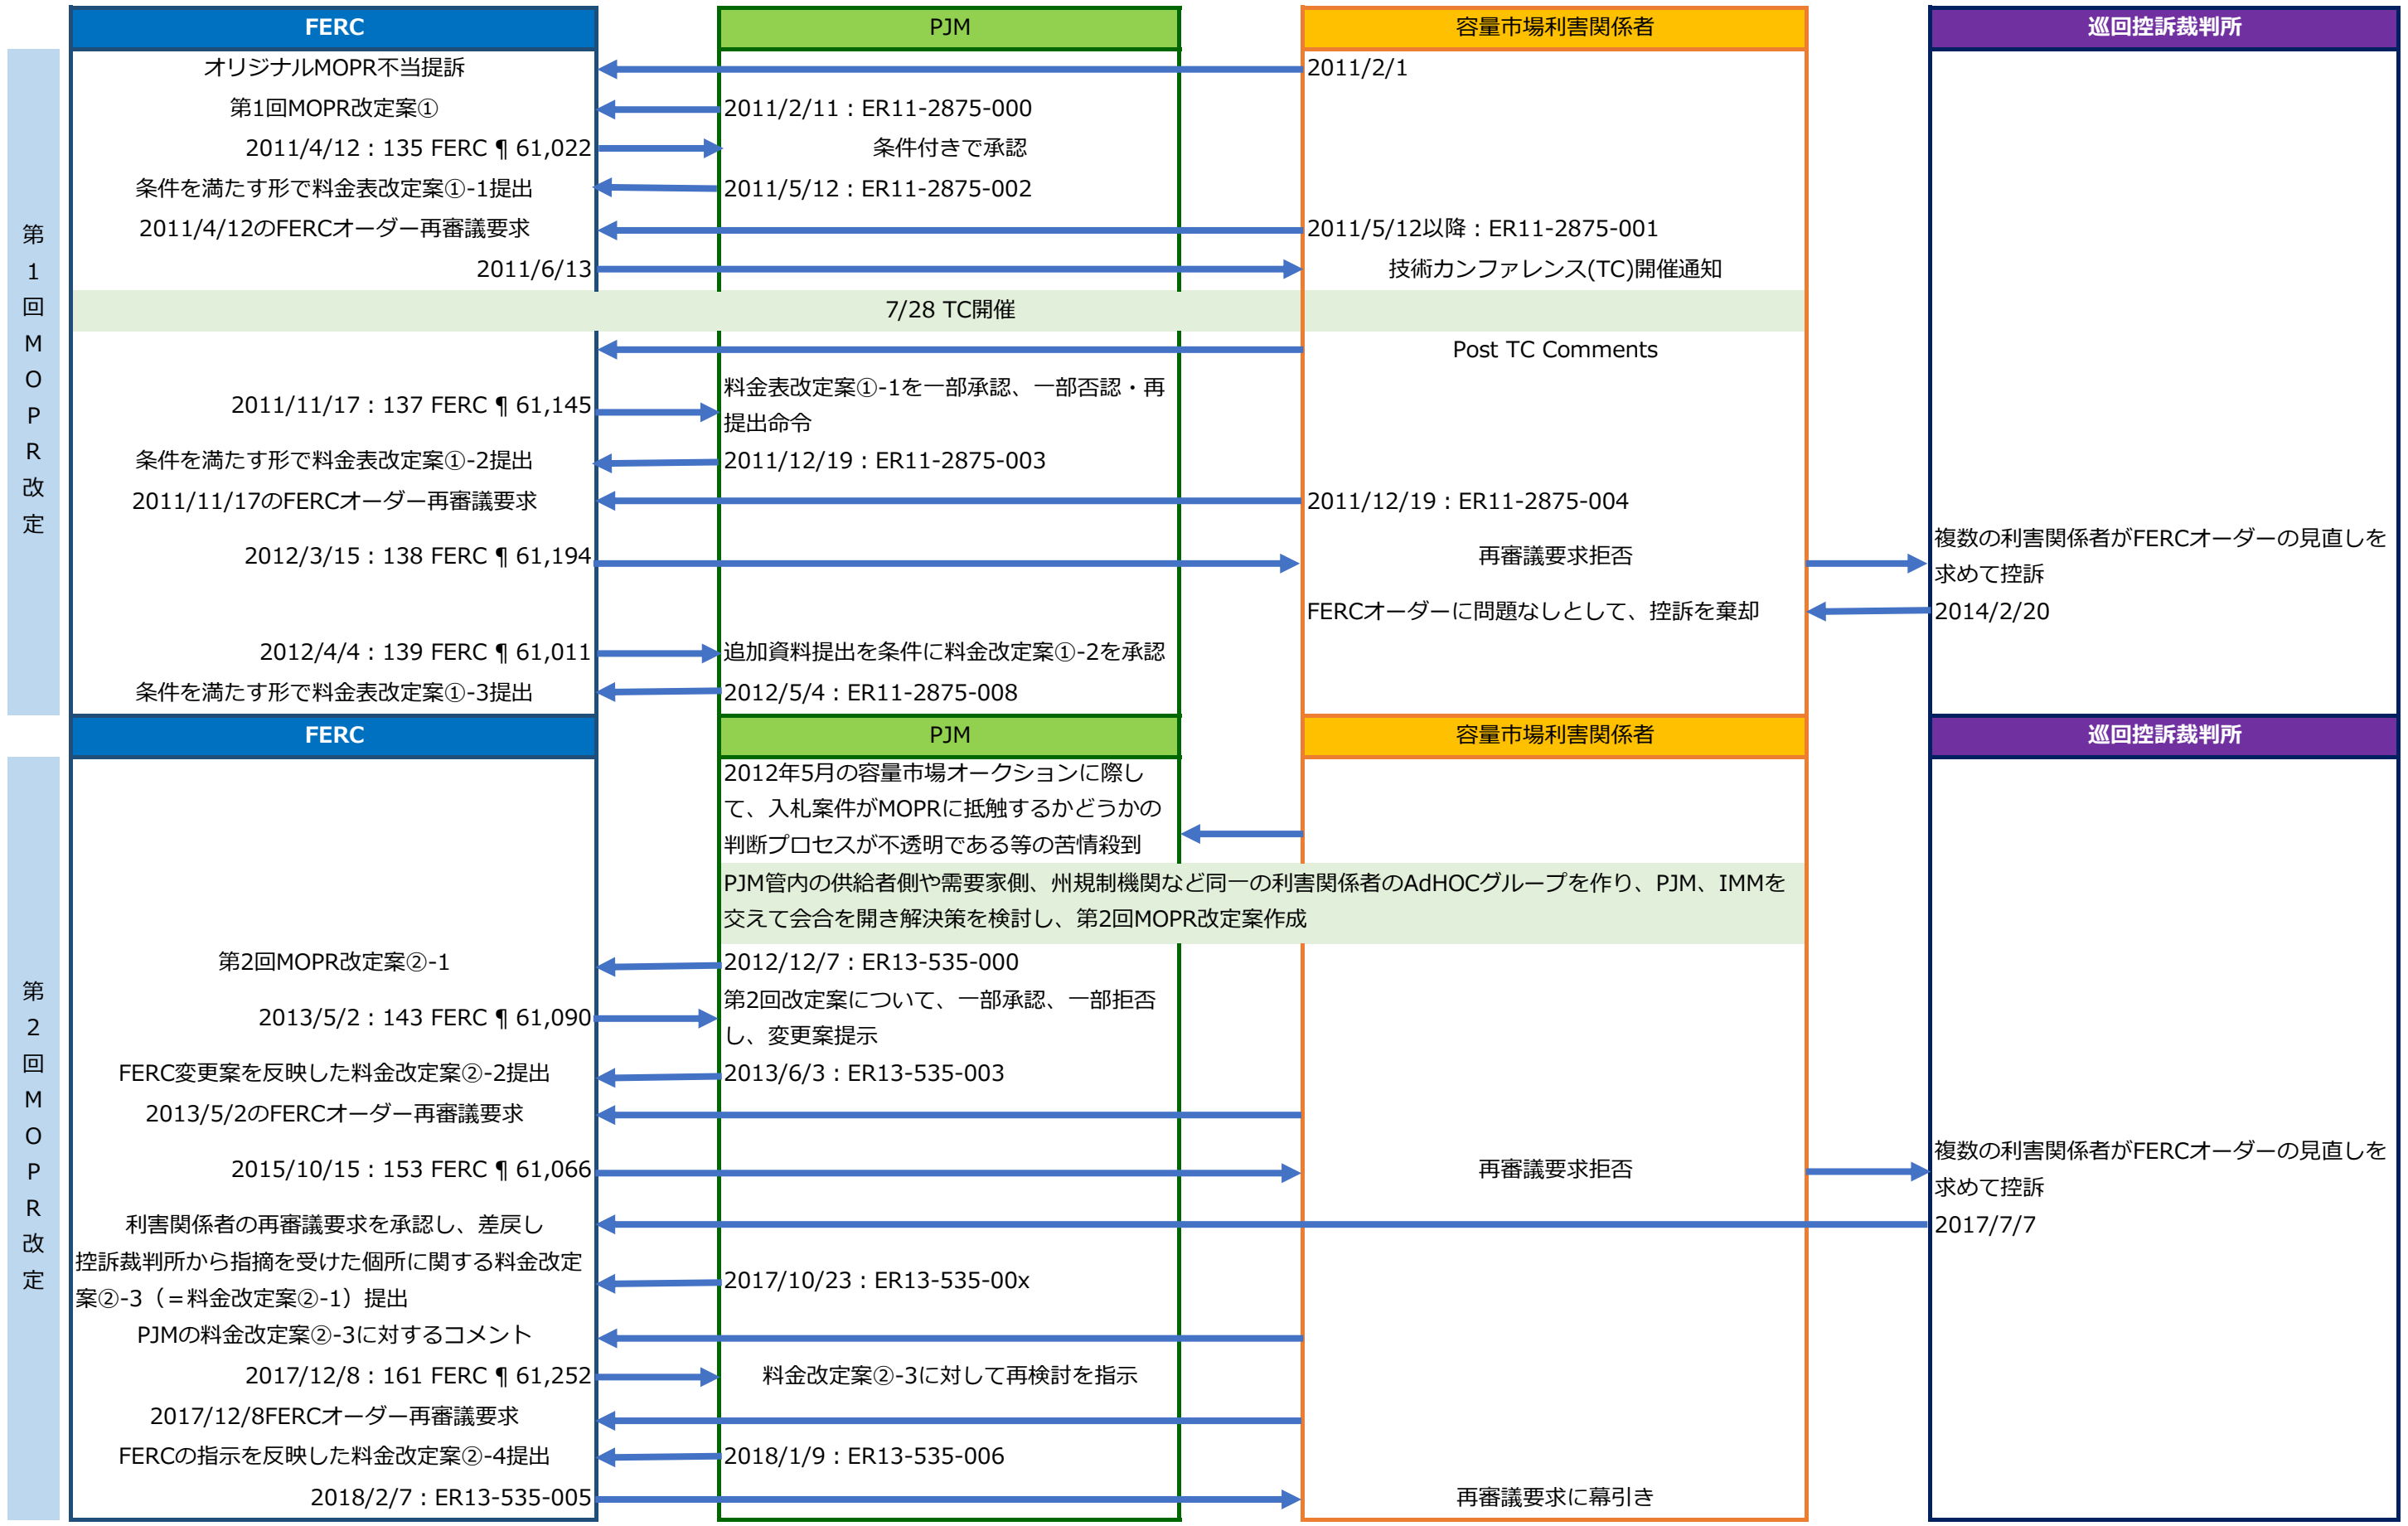 FERC
PJM
容量市場利害関係者
巡回控訴裁判所
第1回MOPR改定
オリジナルMOPR不当提訴
2011/2/1
第1回MOPR改定案①
2011/2/11：ER11-2875-000
2011/4/12：135 FERC ¶ 61,022
条件付きで承認
条件を満たす形で料金表改定案①-1提出
2011/5/12：ER11-2875-002
2011/4/12のFERCオーダー再審議要求
2011/5/12以降：ER11-2875-001
2011/6/13
技術カンファレンス(TC)開催通知
7/28 TC開催
Post TC Comments
2011/11/17：137 FERC ¶ 61,145
料金表改定案①-1を一部承認、一部否認・再
提出命令
条件を満たす形で料金表改定案①-2提出
2011/12/19：ER11-2875-003
2011/11/17のFERCオーダー再審議要求
2011/12/19：ER11-2875-004
2012/3/15：138 FERC ¶ 61,194
再審議要求拒否
複数の利害関係者がFERCオーダーの見直しを
求めて控訴
FERCオーダーに問題なしとして、控訴を棄却
2014/2/20
2012/4/4：139 FERC ¶ 61,011
追加資料提出を条件に料金改定案①-2を承認
条件を満たす形で料金表改定案①-3提出
2012/5/4：ER11-2875-008
FERC
PJM
容量市場利害関係者
巡回控訴裁判所
第2回MOPR改定
2012年5月の容量市場オークションに際し
て、入札案件がMOPRに抵触するかどうかの
判断プロセスが不透明である等の苦情殺到
PJM管内の供給者側や需要家側、州規制機関など同一の利害関係者のAdHOCグループを作り、PJM、IMMを
交えて会合を開き解決策を検討し、第2回MOPR改定案作成
第2回MOPR改定案②-1
2012/12/7：ER13-535-000
2013/5/2：143 FERC ¶ 61,090
第2回改定案について、一部承認、一部拒否
し、変更案提示
FERC変更案を反映した料金改定案②-2提出
2013/6/3：ER13-535-003
2013/5/2のFERCオーダー再審議要求
2015/10/15：153 FERC ¶ 61,066
再審議要求拒否
複数の利害関係者がFERCオーダーの見直しを
求めて控訴
利害関係者の再審議要求を承認し、差戻し
2017/7/7
控訴裁判所から指摘を受けた個所に関する料金改定
案②-3（＝料金改定案②-1）提出
2017/10/23：ER13-535-00x
PJMの料金改定案②-3に対するコメント
2017/12/8：161 FERC ¶ 61,252
料金改定案②-3に対して再検討を指示
2017/12/8FERCオーダー再審議要求
FERCの指示を反映した料金改定案②-4提出
2018/1/9：ER13-535-006
2018/2/7：ER13-535-005
再審議要求に幕引き